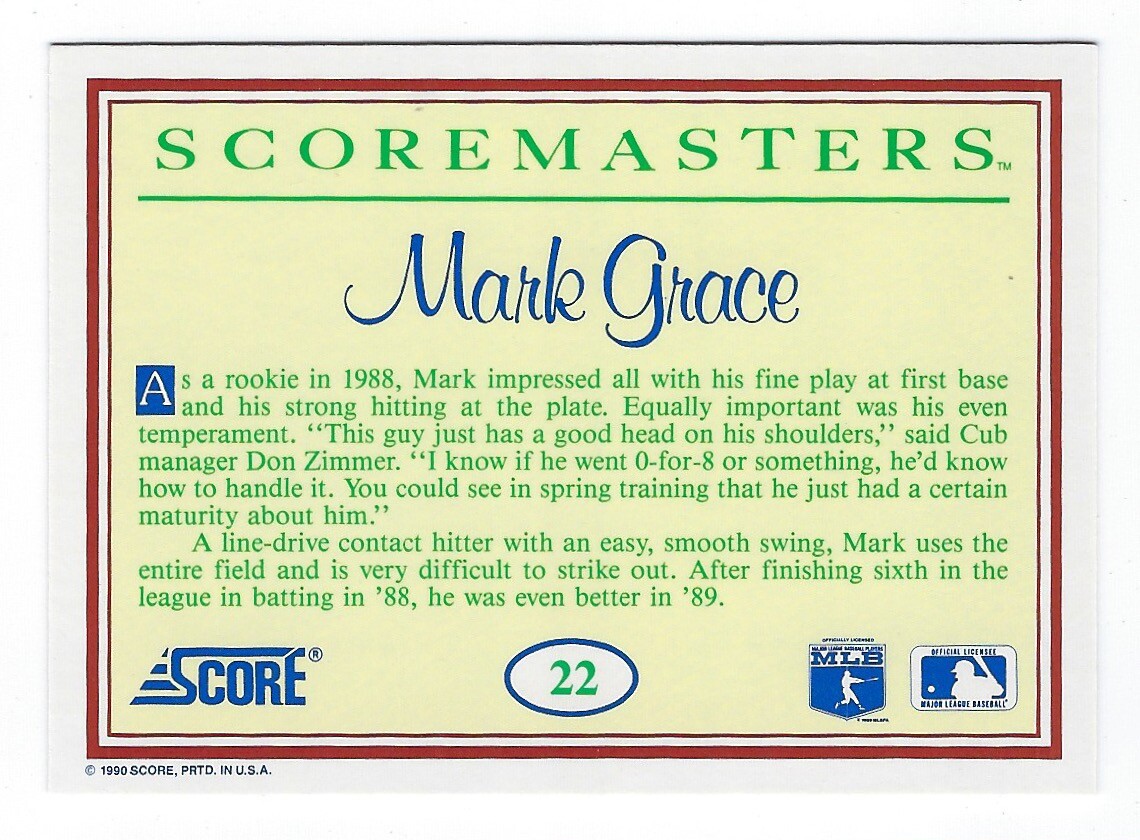 SCOREMASTERS™
Mark Grace
As a rookie in 1988, Mark impressed all with his fine play at first base
and his strong hitting at the plate. Equally important was his even
temperament. ‘‘This guy just has a good head on his shoulders,’’ said Cub
manager Don Zimmer. ‘‘I know if he went 0-for-8 or something, he’d know
how to handle it. You could see in spring training that he just had a certain
maturity about him.’’
A line-drive contact hitter with an easy, smooth swing, Mark uses the
entire field and is very difficult to strike out. After finishing sixth in the
league in batting in ’88, he was even better in ’89.
SCORE®
22
OFFICIALLY LICENSED
MAJOR LEAGUE BASEBALL PLAYERS
MLB
OFFICIAL LICENSEE
MAJOR LEAGUE BASEBALL
© 1990 SCORE, PRTD. IN U.S.A.